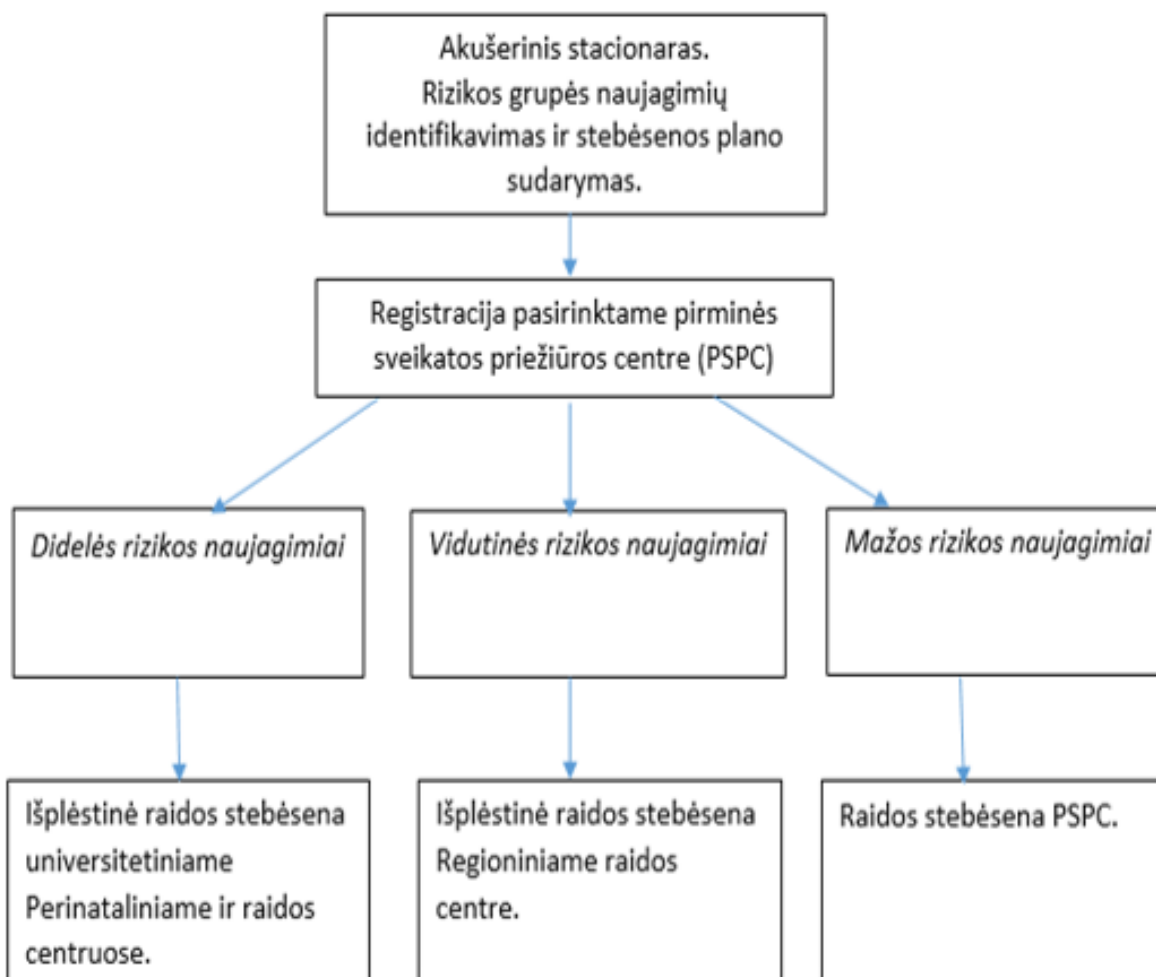 Akušerinis stacionaras.
Rizikos grupės naujagimių
identifikavimas ir stebėsenos plano
sudarymas.
Registracija pasirinktame pirminės
sveikatos priežiūros centre (PSPC)
Didelės rizikos naujagimiai
Vidutinės rizikos naujagimiai
Mažos rizikos naujagimiai
Išplėstinė raidos stebėsena
universitetiniame
Perinataliniame ir raidos
centruose.
Išplėstinė raidos stebėsena
Regioniniame raidos
centre.
Raidos stebėsena PSPC.